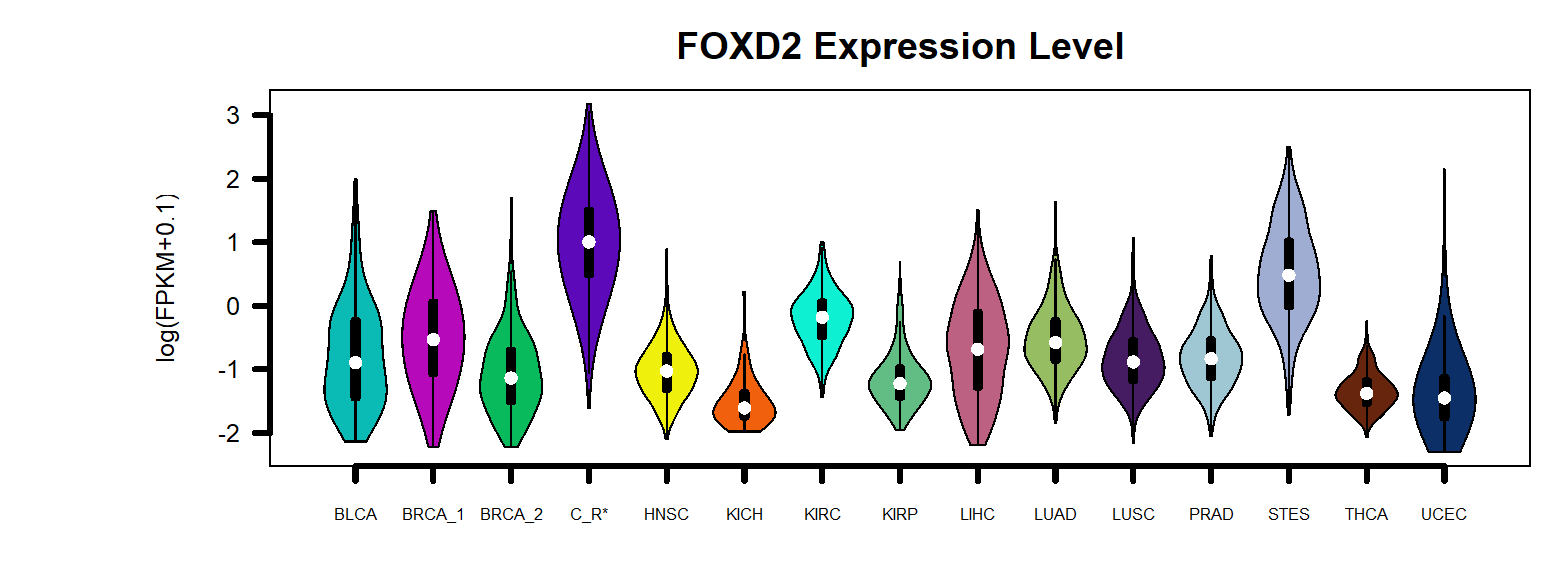 FOXD2 Expression Level
log(FPKM+0.1)
3
2
1
0
-1
-2
BLCA BRCA_1 BRCA_2 C_R* HNSC KICH KIRC KIRP LIHC LUAD LUSC PRAD STES THCA UCEC